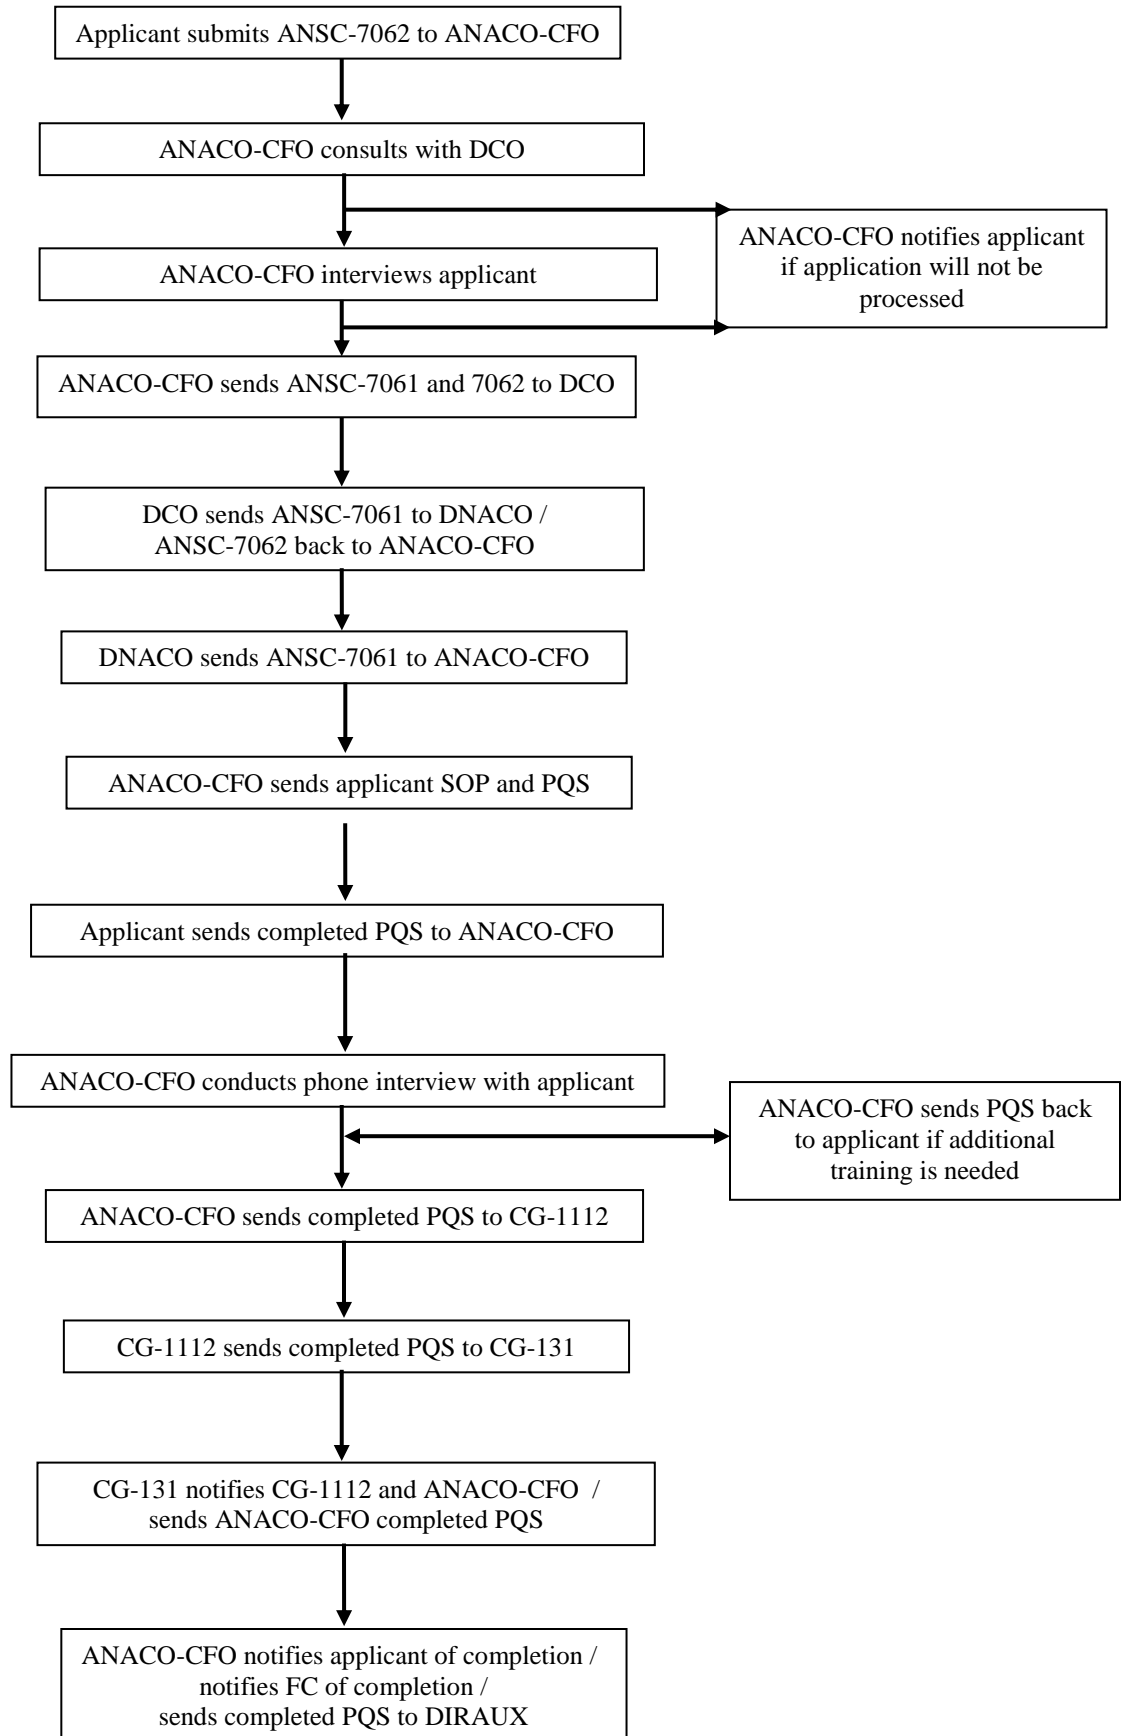 Applicant submits ANSC-7062 to ANACO-CFO
ANACO-CFO consults with DCO
ANACO-CFO notifies applicant
if application will not be
processed
ANACO-CFO interviews applicant
ANACO-CFO sends ANSC-7061 and 7062 to DCO
DCO sends ANSC-7061 to DNACO /
ANSC-7062 back to ANACO-CFO
DNACO sends ANSC-7061 to ANACO-CFO
ANACO-CFO sends applicant SOP and PQS
Applicant sends completed PQS to ANACO-CFO
ANACO-CFO conducts phone interview with applicant
ANACO-CFO sends PQS back
to applicant if additional
training is needed
ANACO-CFO sends completed PQS to CG-1112
CG-1112 sends completed PQS to CG-131
CG-131 notifies CG-1112 and ANACO-CFO /
sends ANACO-CFO completed PQS
ANACO-CFO notifies applicant of completion /
notifies FC of completion /
sends completed PQS to DIRAUX